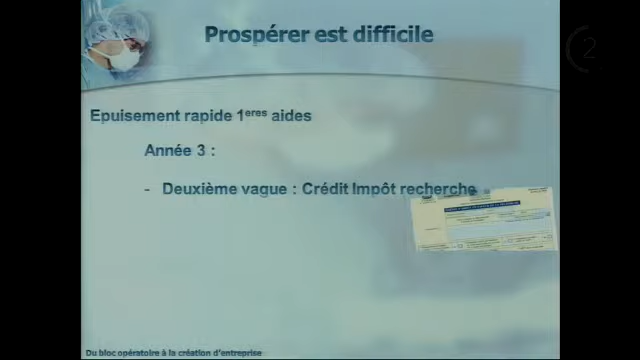 Prospérer est difficile
2
Epuisement rapide 1eres aides
Année 3 :
- Deuxième vague : Crédit Impôt recherche
Du bloc opératoire à la création d'entreprise